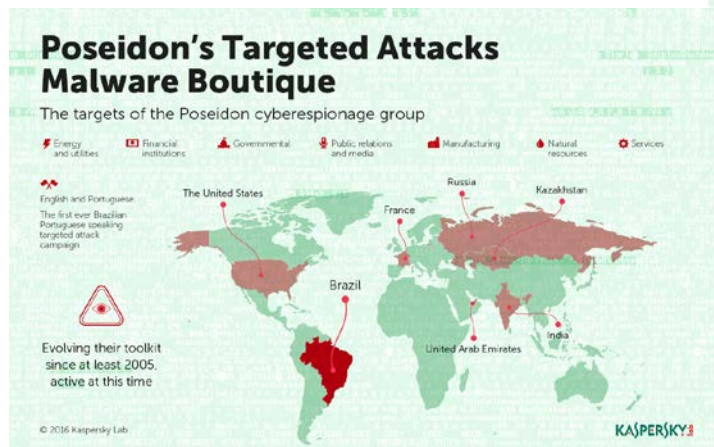 Poseidon's Targeted Attacks
Malware Boutique
The targets of the Poseidon cyberespionage group
Energy
and utilities
Financial
institutions
Governmental
Public relations
and media
Manufacturing
Natural
resources
Services
English and Portuguese
The first ever Brazilian
Portuguese speaking
targeted attack
campaign
The United States
Brazil
France
Russia
Kazakhstan
United Arab Emirates
India
Evolving their toolkit
since at least 2005,
active at this time
© 2016 Kaspersky Lab
KASPERSKY lab